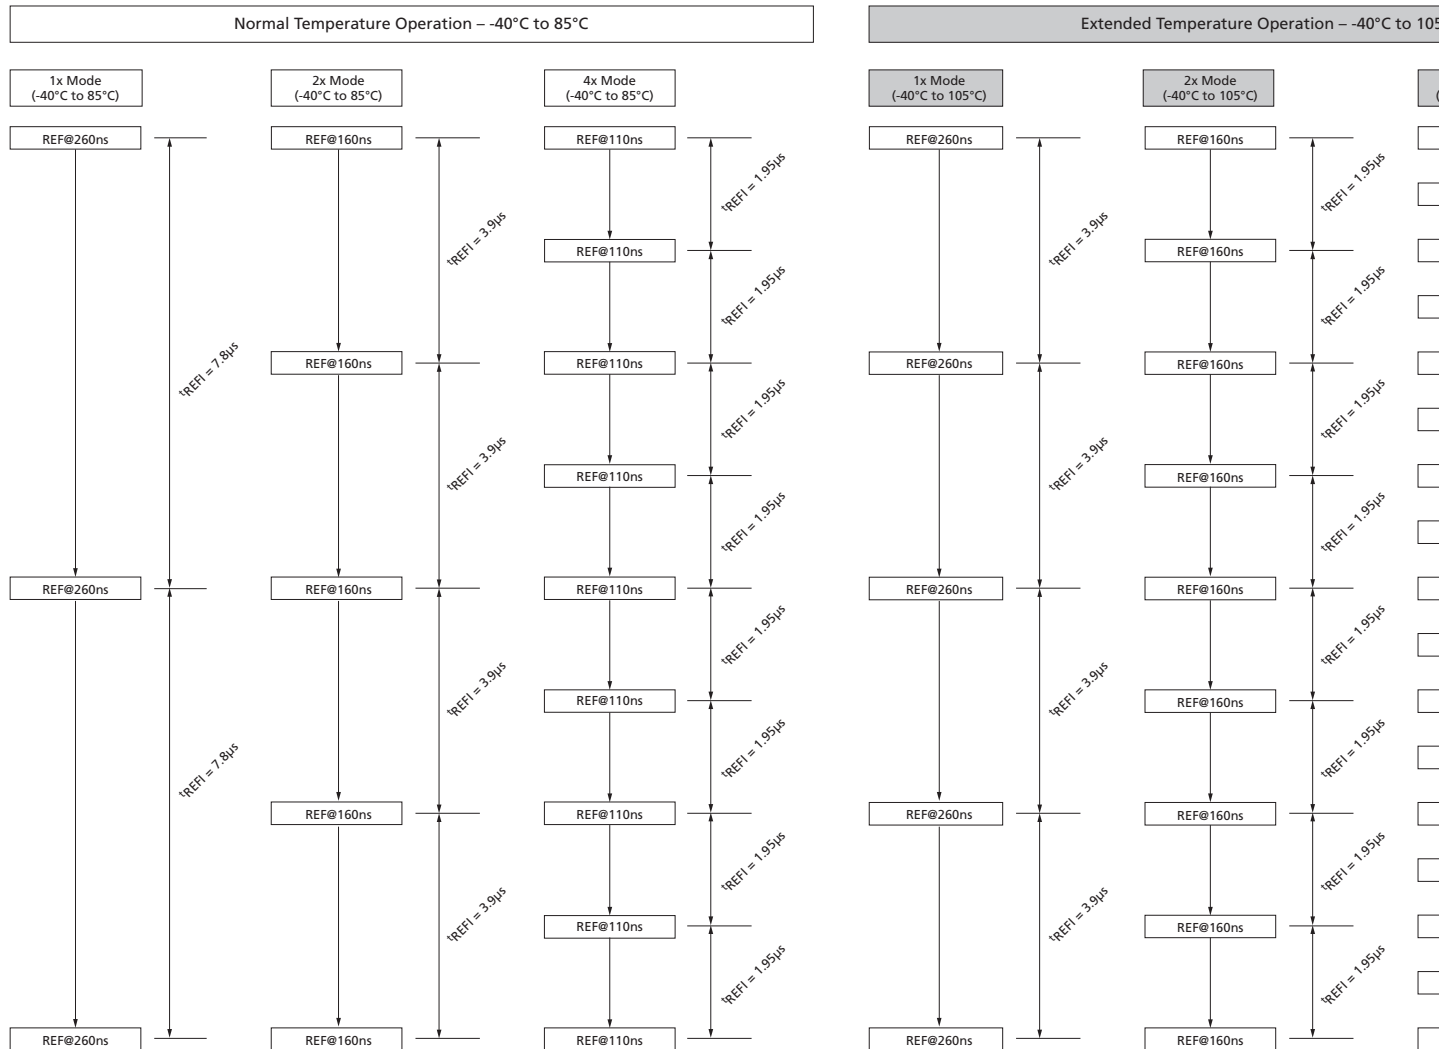 Normal Temperature Operation – -40°C to 85°C
Extended Temperature Operation – -40°C to 105
1x Mode
(-40°C to 85°C)
2x Mode
(-40°C to 85°C)
4x Mode
(-40°C to 85°C)
1x Mode
(-40°C to 105°C)
2x Mode
(-40°C to 105°C)
(
REF@260ns
REF@160ns
REF@110ns
REF@260ns
REF@160ns
tREFI = 1.95µs
tREFI = 1.95µs
tREFI = 3.9µs
tREFI = 3.9µs
REF@110ns
REF@160ns
tREFI = 1.95µs
tREFI = 1.95µs
tREFI = 7.8µs
REF@160ns
REF@110ns
REF@260ns
REF@160ns
tREFI = 1.95µs
tREFI = 1.95µs
tREFI = 3.9µs
tREFI = 3.9µs
REF@110ns
REF@160ns
tREFI = 1.95µs
tREFI = 1.95µs
REF@260ns
REF@160ns
REF@110ns
REF@260ns
REF@160ns
tREFI = 1.95µs
tREFI = 1.95µs
tREFI = 3.9µs
tREFI = 3.9µs
REF@110ns
REF@160ns
tREFI = 1.95µs
tREFI = 1.95µs
tREFI = 7.8µs
REF@160ns
REF@110ns
REF@260ns
REF@160ns
tREFI = 1.95µs
tREFI = 1.95µs
tREFI = 3.9µs
tREFI = 3.9µs
REF@110ns
REF@160ns
tREFI = 1.95µs
tREFI = 1.95µs
REF@260ns
REF@160ns
REF@110ns
REF@260ns
REF@160ns